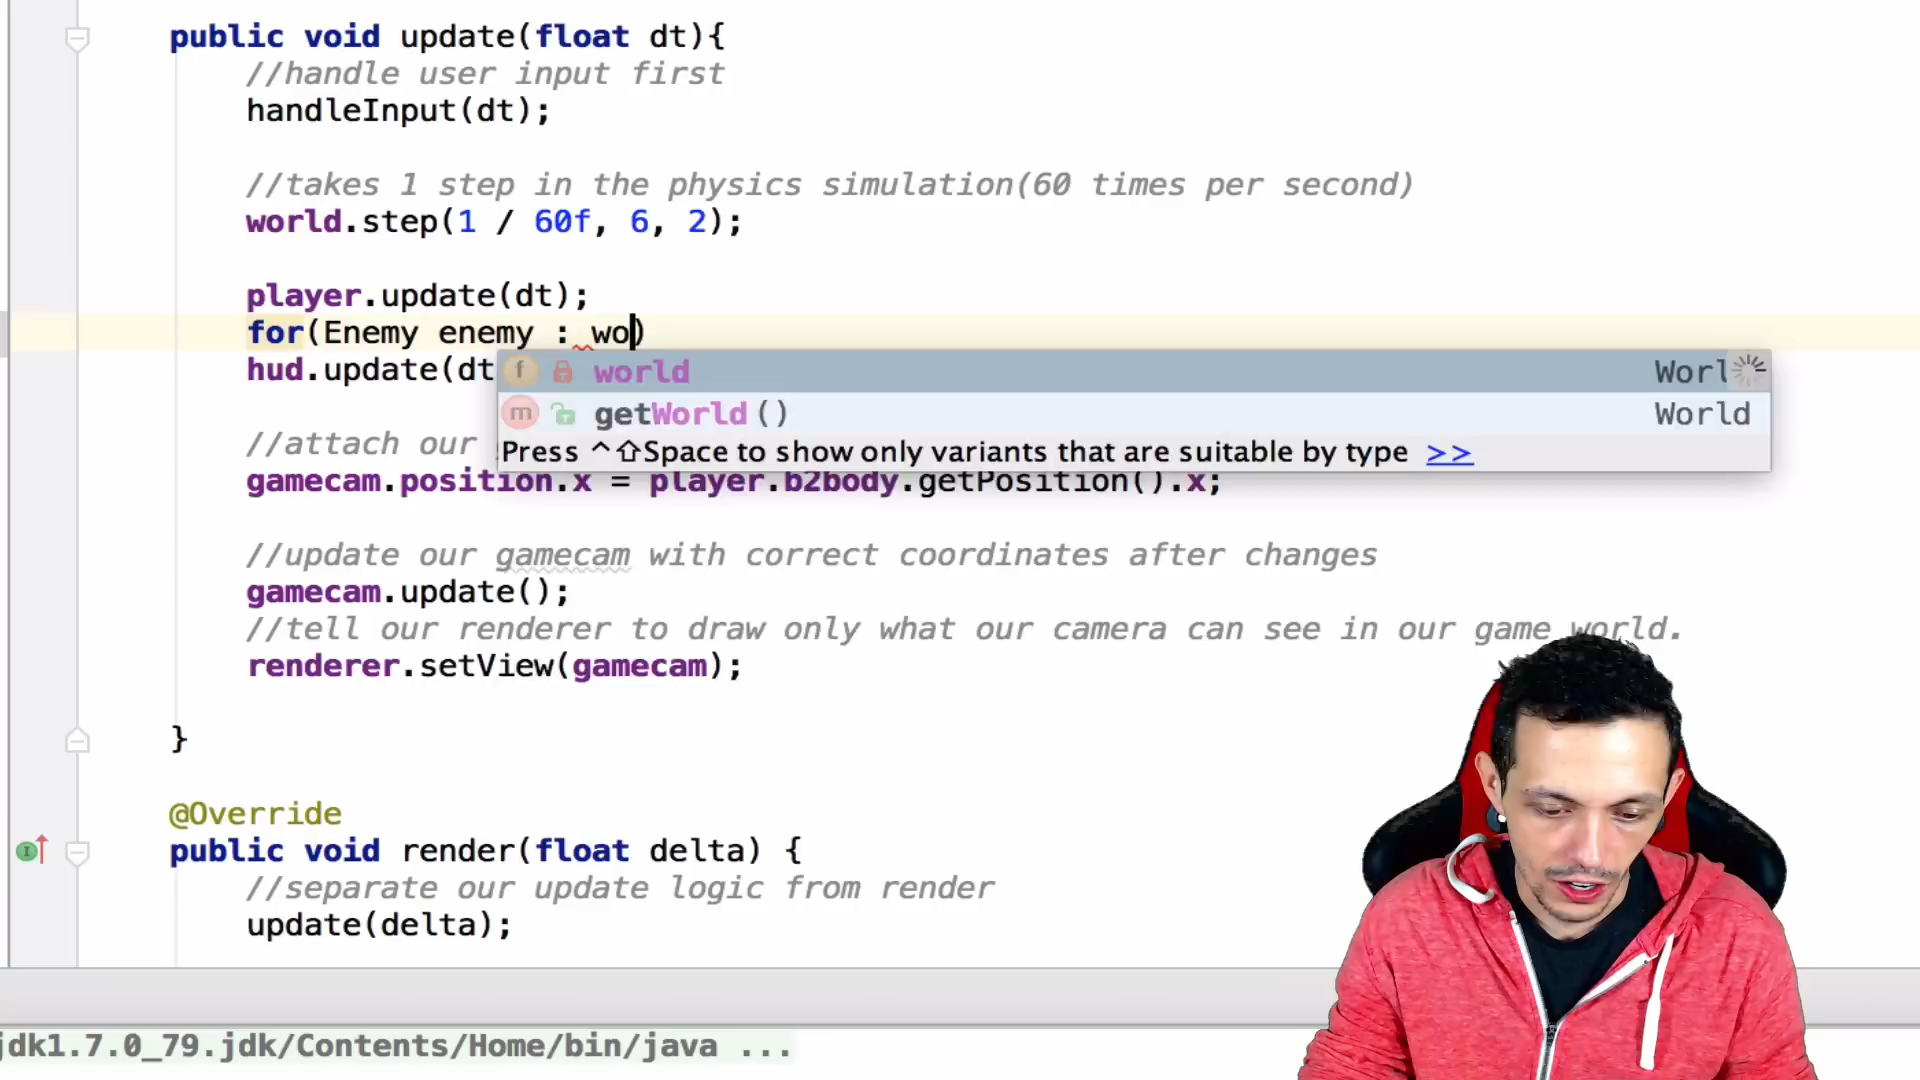 public void update(float dt){
//handle user input first
handleInput(dt);
//takes 1 step in the physics simulation(60 times per second)
world.step(1 / 60f, 6, 2);
player.update(dt);
for(Enemy enemy : wo)
hud.update(dt
f world Worl
m getWorld() World
Press ^⇧Space to show only variants that are suitable by type >>
//attach our
gamecam.position.x = player.b2body.getPosition().x;
//update our gamecam with correct coordinates after changes
gamecam.update();
//tell our renderer to draw only what our camera can see in our game world.
renderer.setView(gamecam);
}
@Override
public void render(float delta) {
//separate our update logic from render
update(delta);
jdk1.7.0_79.jdk/Contents/Home/bin/java ...